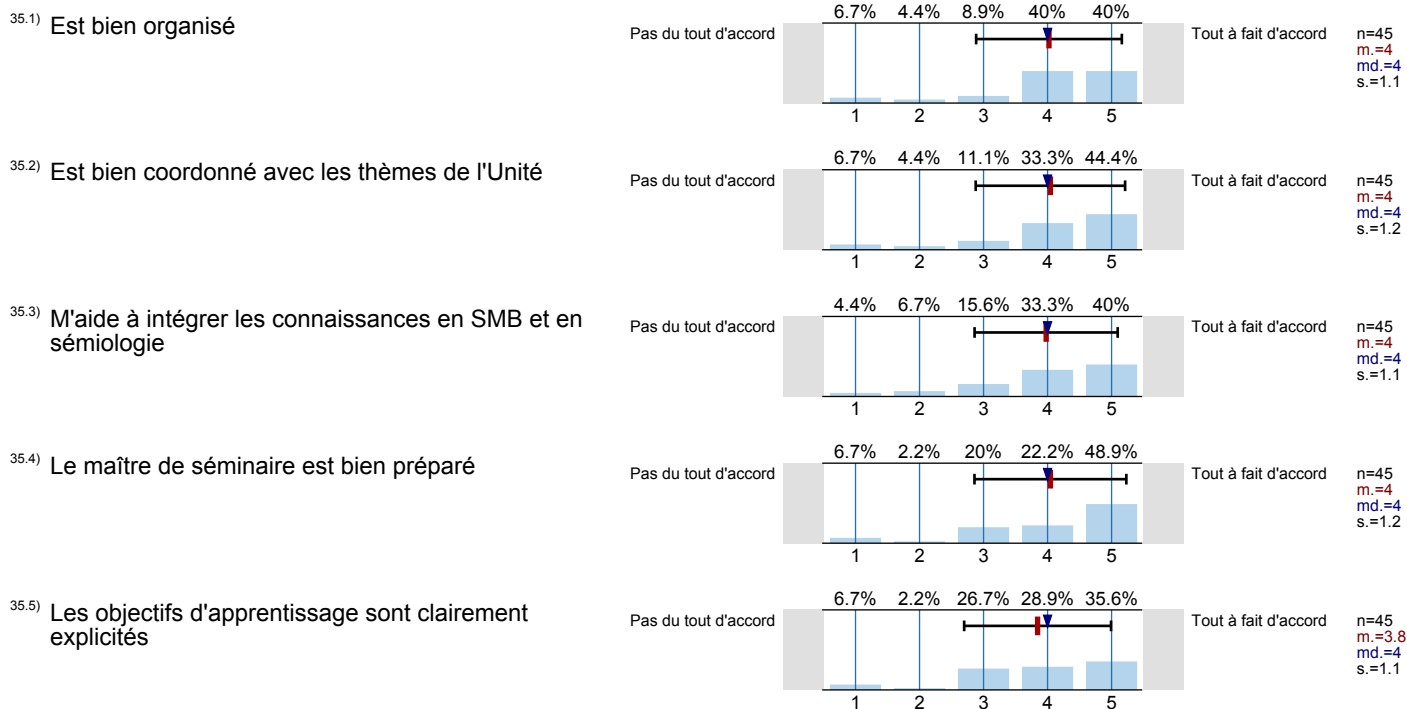 35.1) Est bien organisé
Pas du tout d'accord
6.7% 4.4% 8.9% 40% 40%
1 2 3 4 5
Tout à fait d'accord
n=45
m.=4
md.=4
s.=1.1
35.2) Est bien coordonné avec les thèmes de l'Unité
Pas du tout d'accord
6.7% 4.4% 11.1% 33.3% 44.4%
1 2 3 4 5
Tout à fait d'accord
n=45
m.=4
md.=4
s.=1.2
35.3) M'aide à intégrer les connaissances en SMB et en
sémiologie
Pas du tout d'accord
4.4% 6.7% 15.6% 33.3% 40%
1 2 3 4 5
Tout à fait d'accord
n=45
m.=4
md.=4
s.=1.1
35.4) Le maître de séminaire est bien préparé
Pas du tout d'accord
6.7% 2.2% 20% 22.2% 48.9%
1 2 3 4 5
Tout à fait d'accord
n=45
m.=4
md.=4
s.=1.2
35.5) Les objectifs d'apprentissage sont clairement
explicités
Pas du tout d'accord
6.7% 2.2% 26.7% 28.9% 35.6%
1 2 3 4 5
Tout à fait d'accord
n=45
m.=3.8
md.=4
s.=1.1